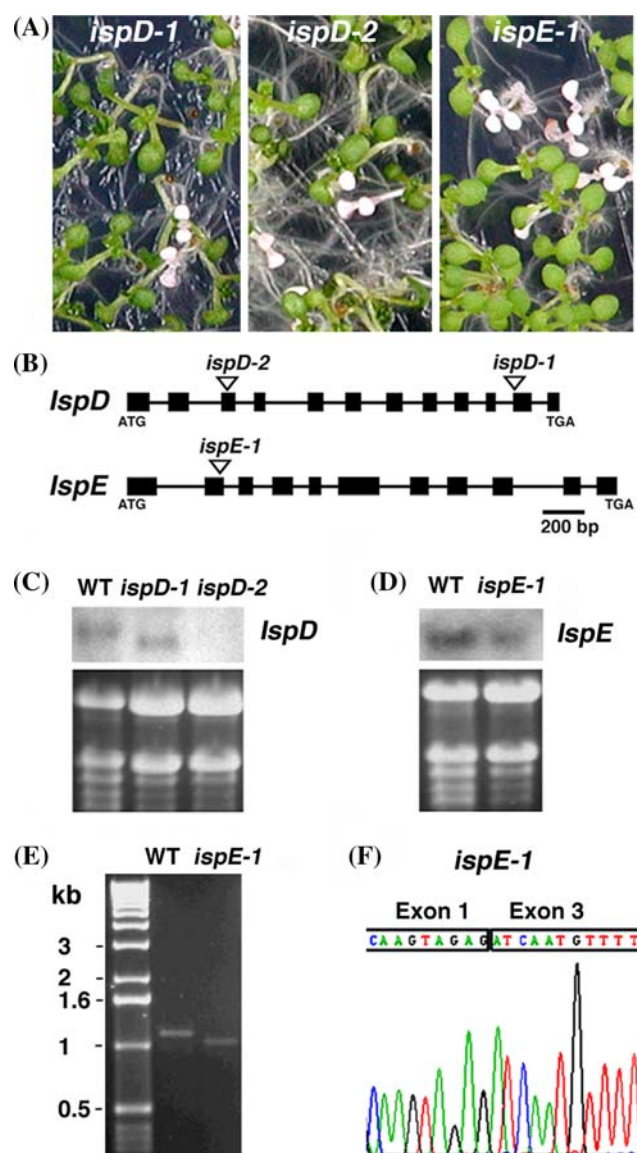 (A)
ispD-1 ispD-2 ispE-1
(B)
ispD-2 ispD-1
IspD
ATG TGA
ispE-1
IspE
ATG TGA
200 bp
(C) WT ispD-1 ispD-2
IspD
(D) WT ispE-1
IspE
(E) WT ispE-1
kb
3
2
1.6
1
0.5
(F) ispE-1
Exon 1 Exon 3
CAAGTAGAGATCAATGTTTT